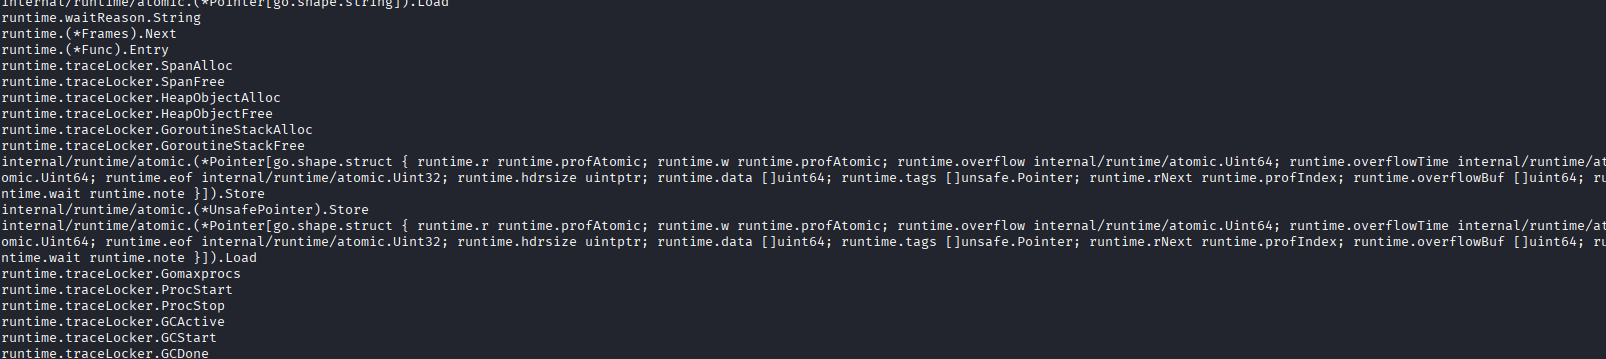 internal/runtime/atomic.(*Pointer[go.shape.string]).Load
runtime.waitReason.String
runtime.(*Frames).Next
runtime.(*Func).Entry
runtime.traceLocker.SpanAlloc
runtime.traceLocker.SpanFree
runtime.traceLocker.HeapObjectAlloc
runtime.traceLocker.HeapObjectFree
runtime.traceLocker.GoroutineStackAlloc
runtime.traceLocker.GoroutineStackFree
internal/runtime/atomic.(*Pointer[go.shape.struct { runtime.r runtime.profAtomic; runtime.w runtime.profAtomic; runtime.overflow internal/runtime/atomic.Uint64; runtime.overflowTime internal/runtime/at
omic.Uint64; runtime.eof internal/runtime/atomic.Uint32; runtime.hdrsize uintptr; runtime.data []uint64; runtime.tags []unsafe.Pointer; runtime.rNext runtime.profIndex; runtime.overflowBuf []uint64; ru
ntime.wait runtime.note }]).Store
internal/runtime/atomic.(*UnsafePointer).Store
internal/runtime/atomic.(*Pointer[go.shape.struct { runtime.r runtime.profAtomic; runtime.w runtime.profAtomic; runtime.overflow internal/runtime/atomic.Uint64; runtime.overflowTime internal/runtime/at
omic.Uint64; runtime.eof internal/runtime/atomic.Uint32; runtime.hdrsize uintptr; runtime.data []uint64; runtime.tags []unsafe.Pointer; runtime.rNext runtime.profIndex; runtime.overflowBuf []uint64; ru
ntime.wait runtime.note }]).Load
runtime.traceLocker.Gomaxprocs
runtime.traceLocker.ProcStart
runtime.traceLocker.ProcStop
runtime.traceLocker.GCActive
runtime.traceLocker.GCStart
runtime.traceLocker.GCDone